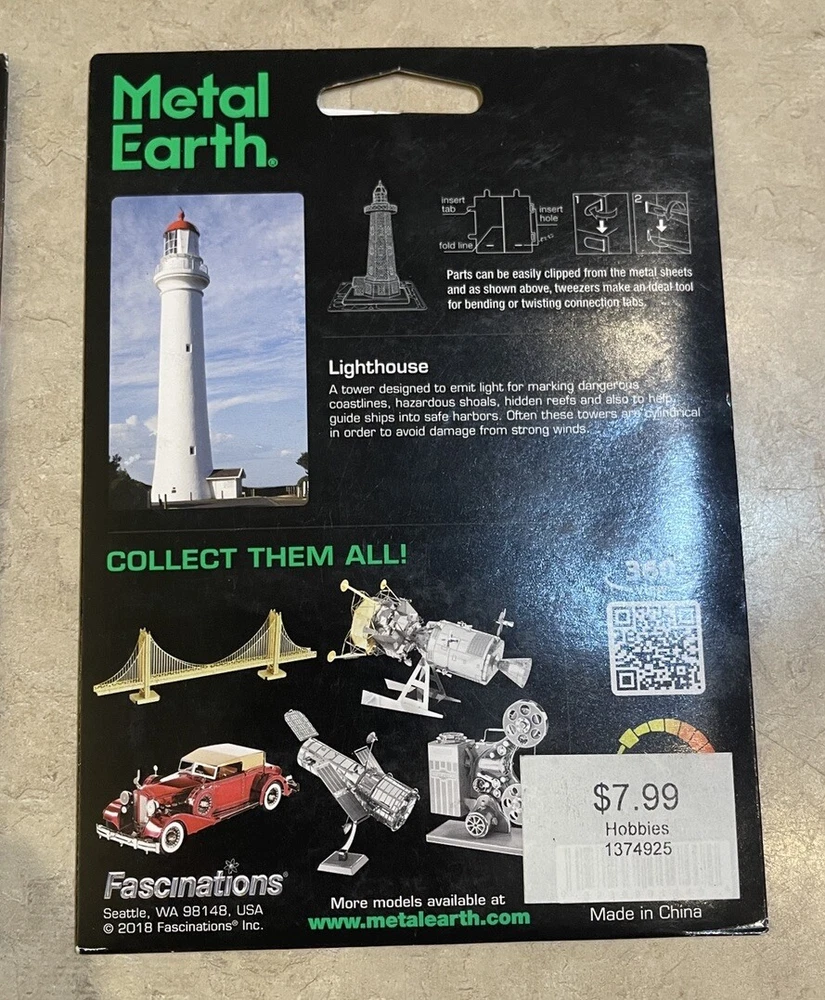 Metal
Earth®
insert
tab
insert
hole
fold line
1
2
Parts can be easily clipped from the metal sheets
and as shown above, tweezers make an ideal tool
for bending or twisting connection tabs.
Lighthouse
A tower designed to emit light for marking dangerous
coastlines, hazardous shoals, hidden reefs and also to help
guide ships into safe harbors. Often these towers are cylindrical
in order to avoid damage from strong winds.
COLLECT THEM ALL!
360°
$7.99
Hobbies
1374925
Fascinations®
Seattle, WA 98148, USA
© 2018 Fascinations® Inc.
More models available at
www.metalearth.com
Made in China